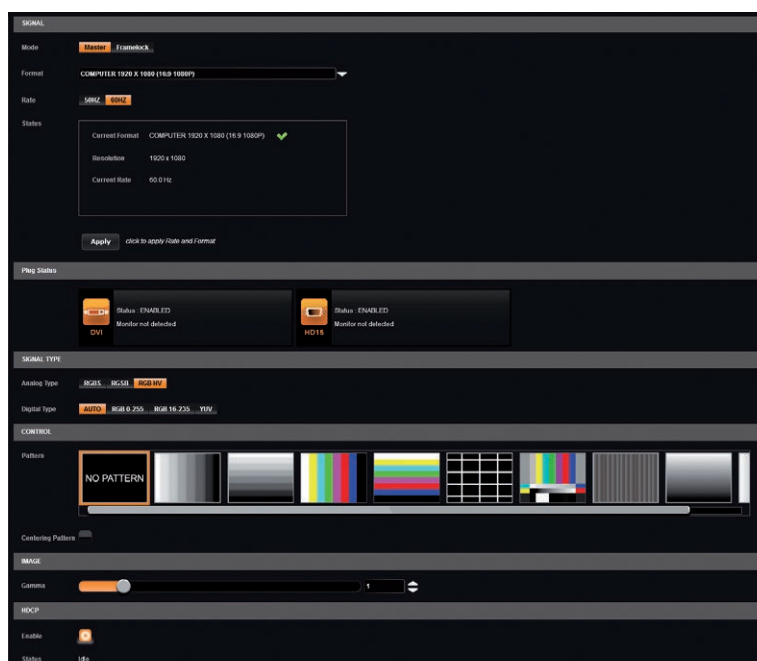 SIGNAL
Mode Master Framelock
Format COMPUTER 1920 X 1080 (16:9 1080P)
Rate 50HZ 60HZ
Status
Current Format COMPUTER 1920 X 1080 (16:9 1080P)
Resolution 1920 x 1080
Current Rate 60.0 Hz
Apply click to apply Rate and Format
Plug Status
Status : ENABLED
Monitor not detected
DVI
Status : ENABLED
Monitor not detected
HD15
SIGNAL TYPE
Analog Type RGBS RGSB RGB HV
Digital Type AUTO RGB 0-255 RGB 16-235 YUV
CONTROL
Pattern
NO PATTERN
Centering Pattern
IMAGE
Gamma 1
HDCP
Enable
Status Idle